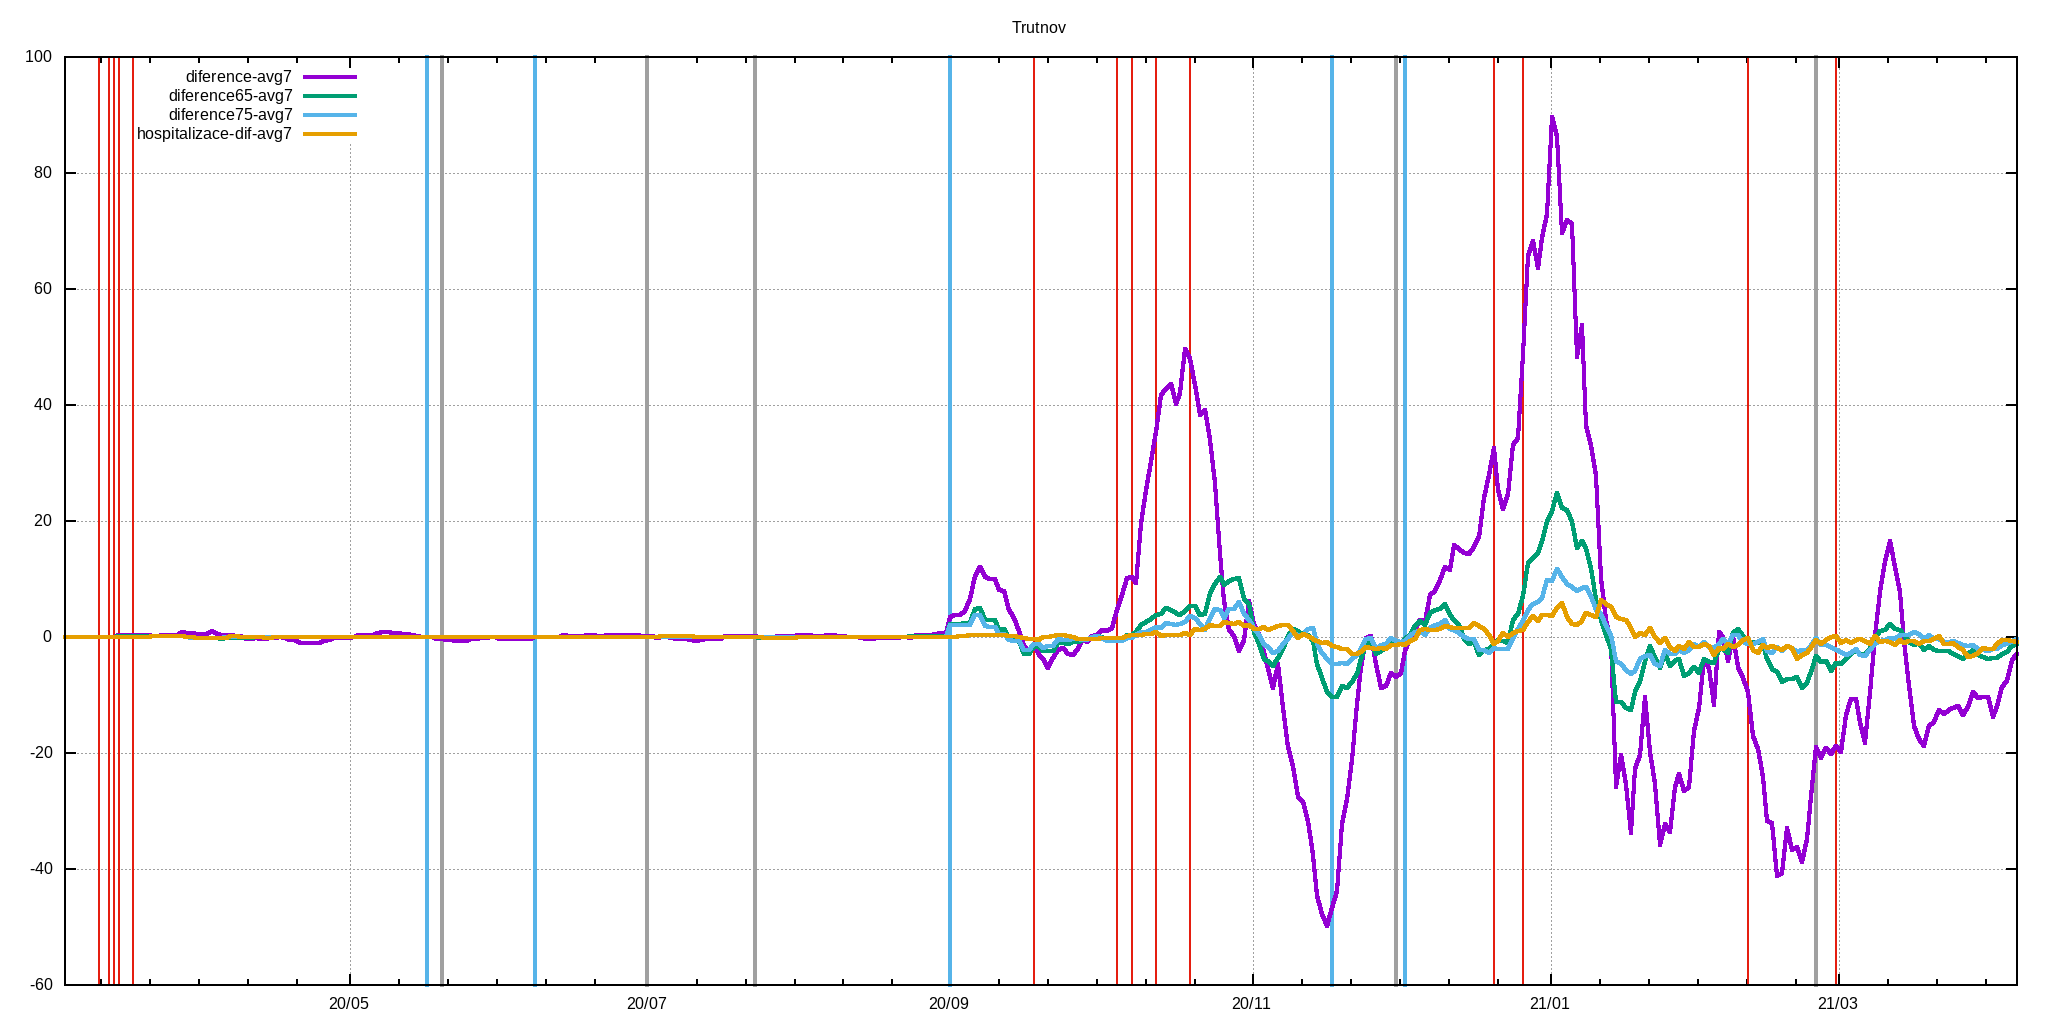 Trutnov
100
80
60
40
20
0
-20
-40
-60
diference-avg7
diference65-avg7
diference75-avg7
hospitalizace-dif-avg7
20/05 20/07 20/09 20/11 21/01 21/03